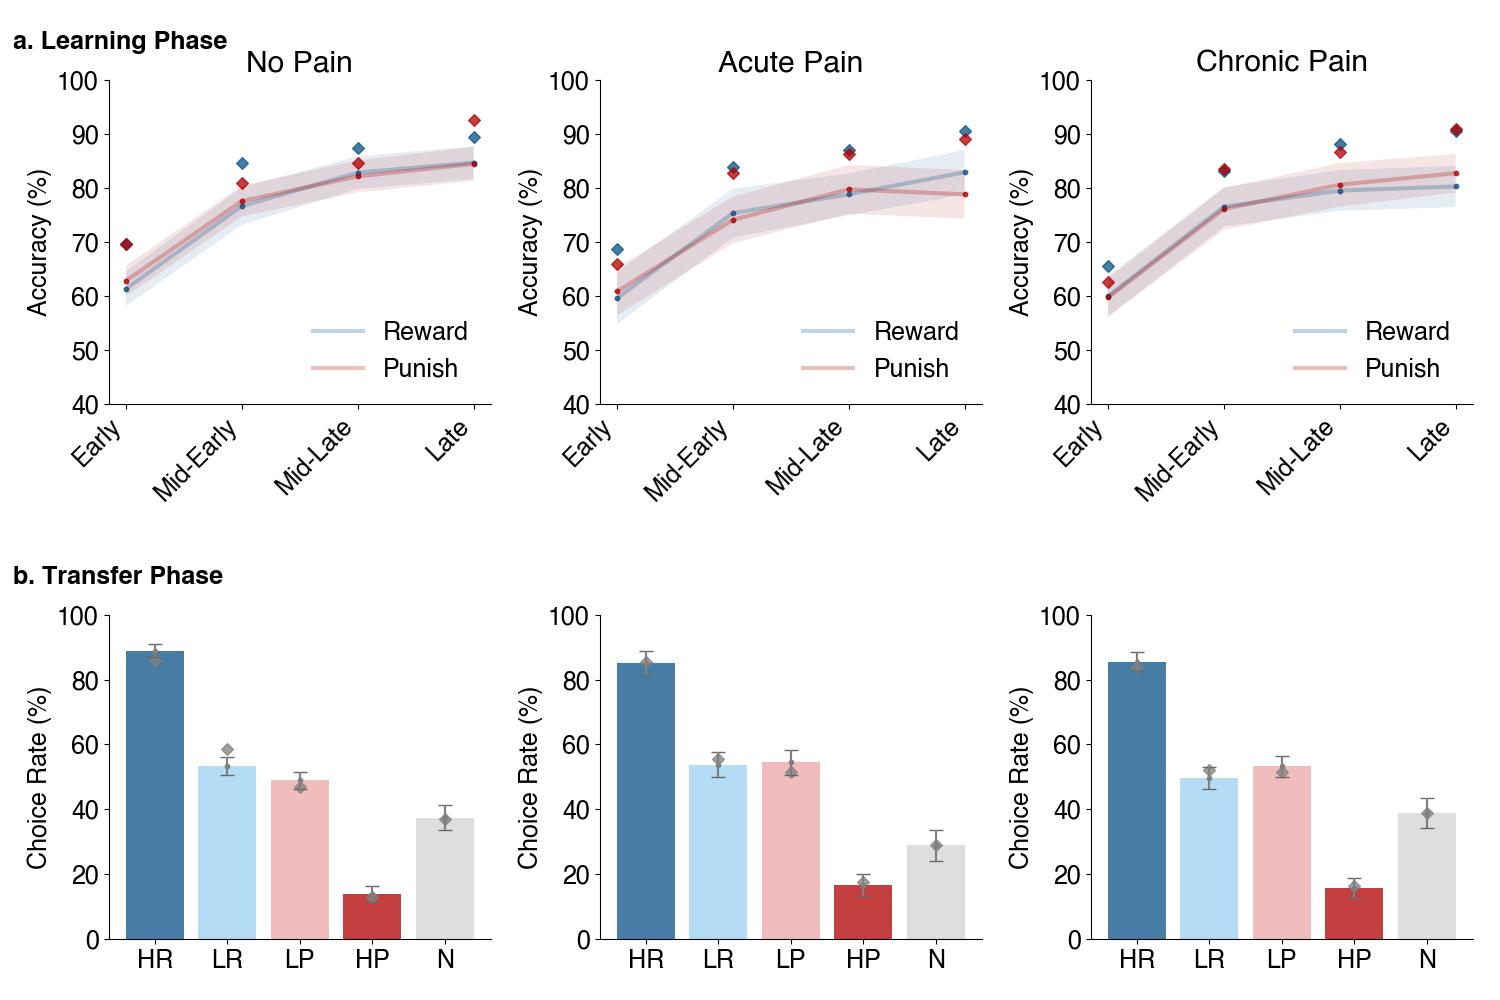 a. Learning Phase
No Pain
Acute Pain
Chronic Pain
100
90
80
70
60
50
40
Accuracy (%)
Reward
Punish
Early
Mid-Early
Mid-Late
Late
100
90
80
70
60
50
40
Accuracy (%)
Reward
Punish
Early
Mid-Early
Mid-Late
Late
100
90
80
70
60
50
40
Accuracy (%)
Reward
Punish
Early
Mid-Early
Mid-Late
Late
b. Transfer Phase
100
80
60
40
20
0
Choice Rate (%)
HR LR LP HP N
100
80
60
40
20
0
Choice Rate (%)
HR LR LP HP N
100
80
60
40
20
0
Choice Rate (%)
HR LR LP HP N